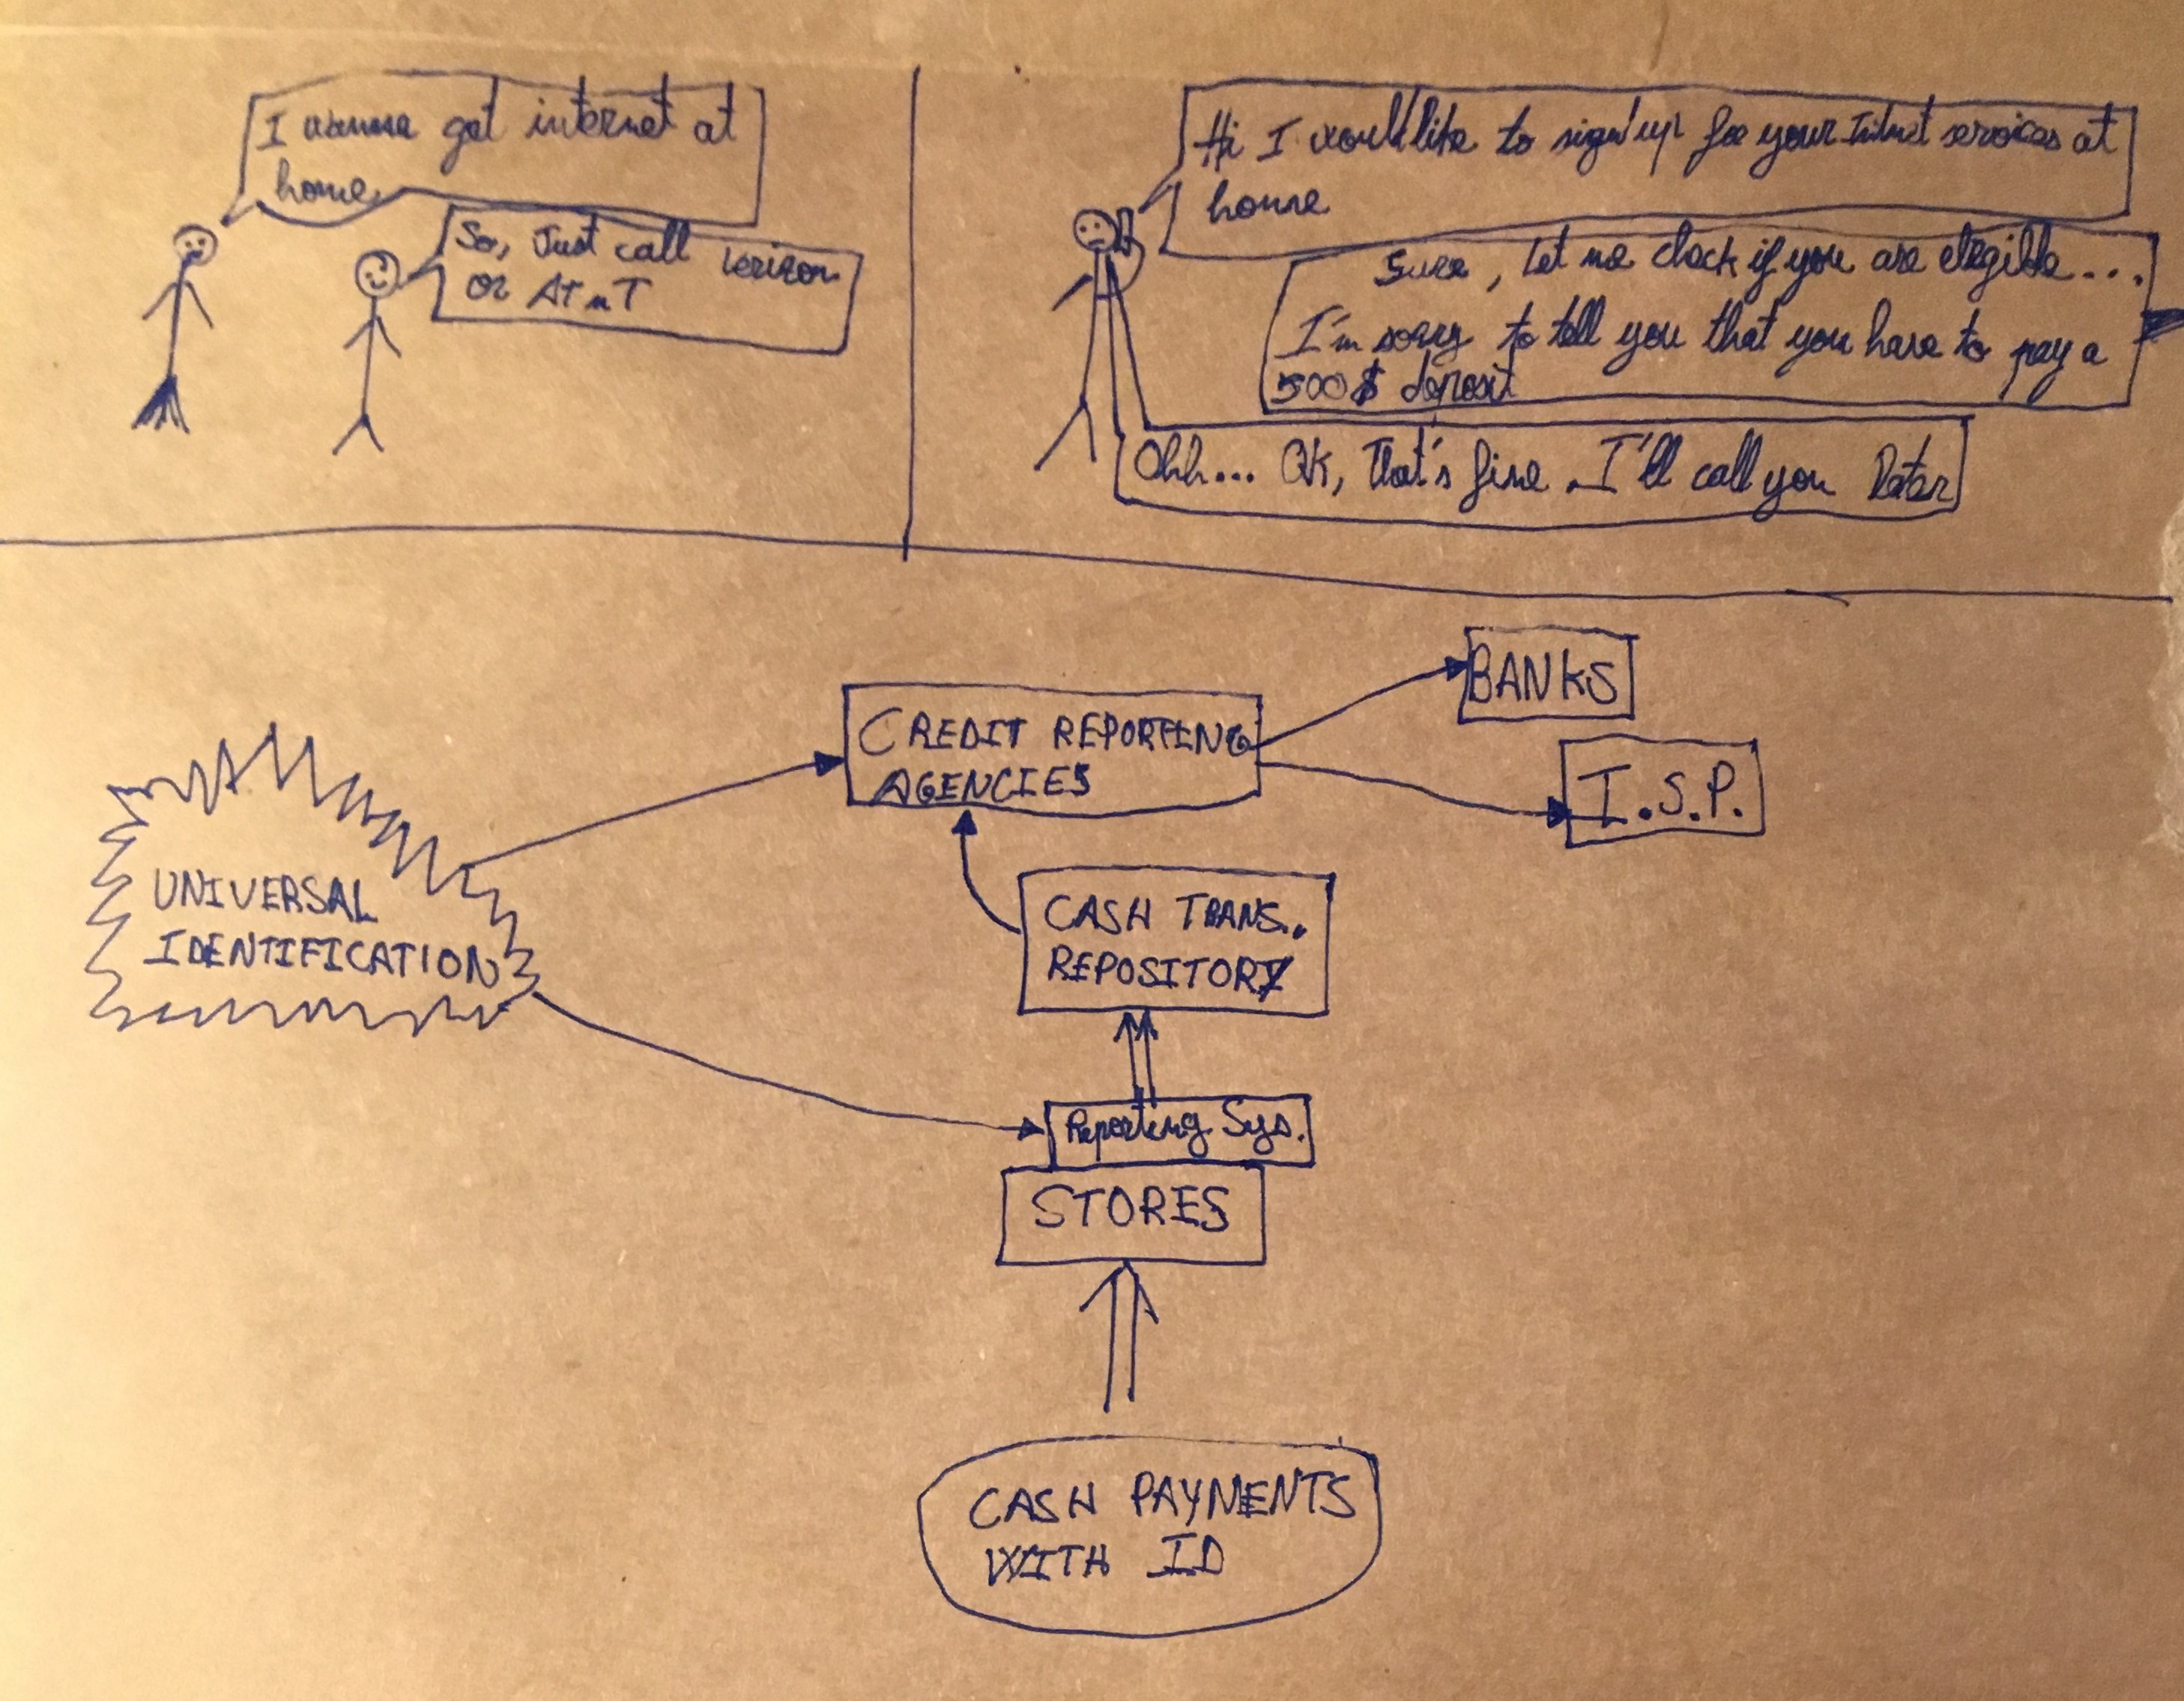 I wanna get internet at
home.
So, Just call Verizon
or AT n T
Hi I would like to sign up for your Internet services at
home
Sure, Let me check if you are elegible...
I'm sorry to tell you that you have to pay a
500$ deposit
Ohh... OK, That's fine. I'll call you later
BANKS
CREDIT REPORTING
AGENCIES
I.S.P.
UNIVERSAL
IDENTIFICATION
CASH TRANS.
REPOSITORY
Reporting Sys.
STORES
CASH PAYMENTS
WITH ID